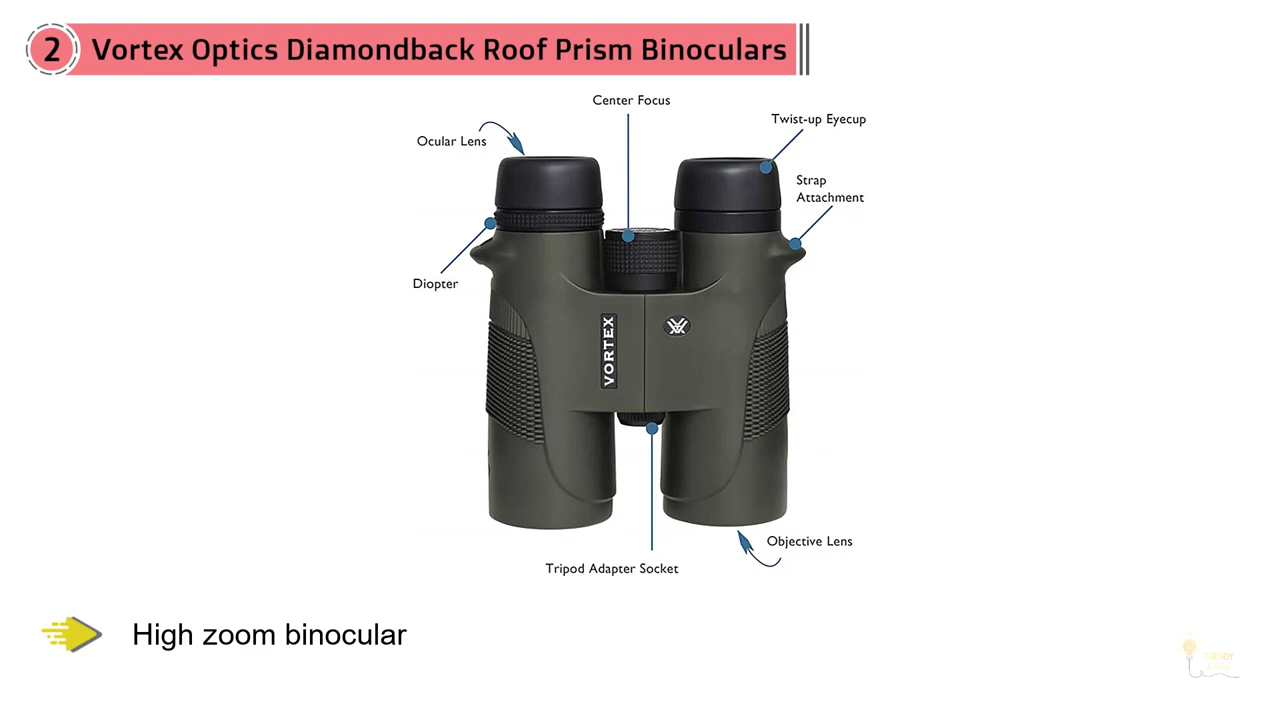 2
Vortex Optics Diamondback Roof Prism Binoculars
Center Focus
Twist-up Eyecup
Ocular Lens
Strap
Attachment
Diopter
VORTEX
Objective Lens
Tripod Adapter Socket
High zoom binocular
TRENDY